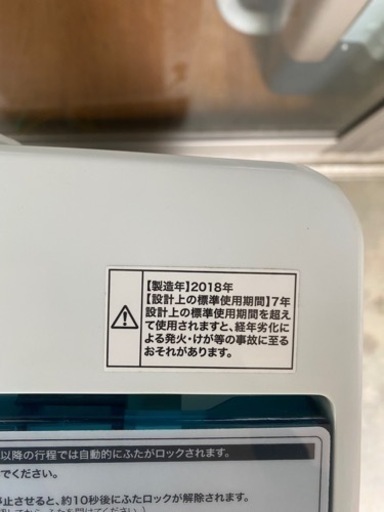 【製造年】2018年
【設計上の標準使用期間】7年
設計上の標準使用期間を超え
て使用されますと、経年劣化に
よる発火・けが等の事故に至る
おそれがあります。
以降の行程では自動的にふたがロックされます。
でください。
停止させると、約10秒後にふたロックが解除されます。